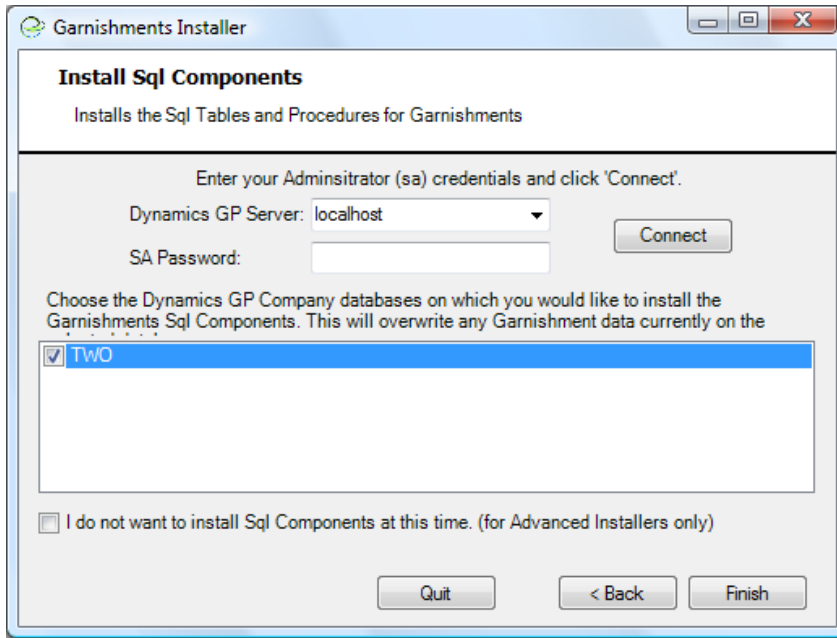 Garnishments Installer
Install Sql Components
Installs the Sql Tables and Procedures for Garnishments
Enter your Adminsitrator (sa) credentials and click 'Connect'.
Dynamics GP Server: localhost
Connect
SA Password:
Choose the Dynamics GP Company databases on which you would like to install the
Garnishments Sql Components. This will overwrite any Garnishment data currently on the
TWO
I do not want to install Sql Components at this time. (for Advanced Installers only)
Quit < Back Finish